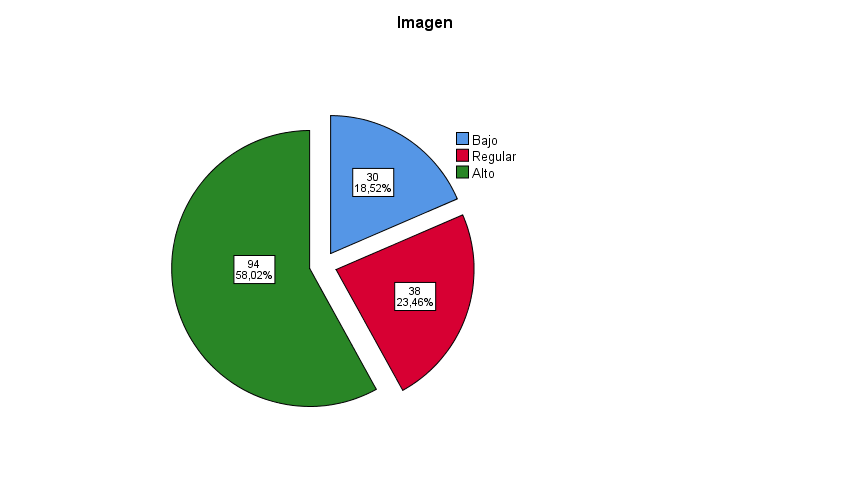 Imagen
Bajo
Regular
Alto
30
18,52%
94
58,02%
38
23,46%